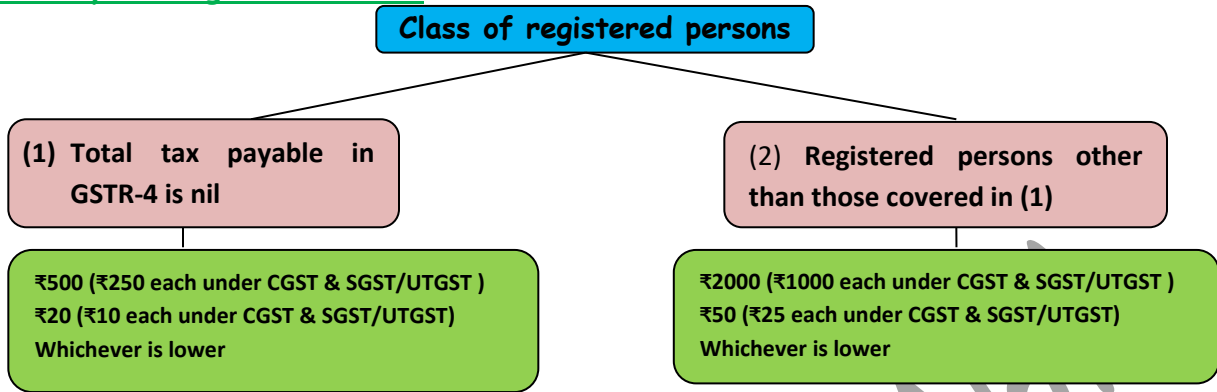 Class of registered persons
(1) Total tax payable in
GSTR-4 is nil
(2) Registered persons other
than those covered in (1)
₹500 (₹250 each under CGST & SGST/UTGST )
₹20 (₹10 each under CGST & SGST/UTGST)
Whichever is lower
₹2000 (₹1000 each under CGST & SGST/UTGST )
₹50 (₹25 each under CGST & SGST/UTGST)
Whichever is lower